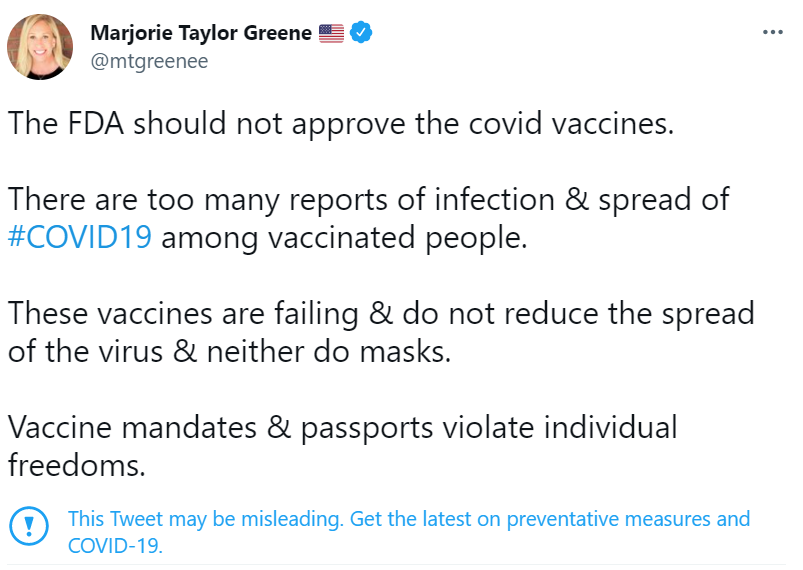 Marjorie Taylor Greene 🇺🇸
@mtgreenee
The FDA should not approve the covid vaccines.
There are too many reports of infection & spread of
#COVID19 among vaccinated people.
These vaccines are failing & do not reduce the spread
of the virus & neither do masks.
Vaccine mandates & passports violate individual
freedoms.
This Tweet may be misleading. Get the latest on preventative measures and
COVID-19.